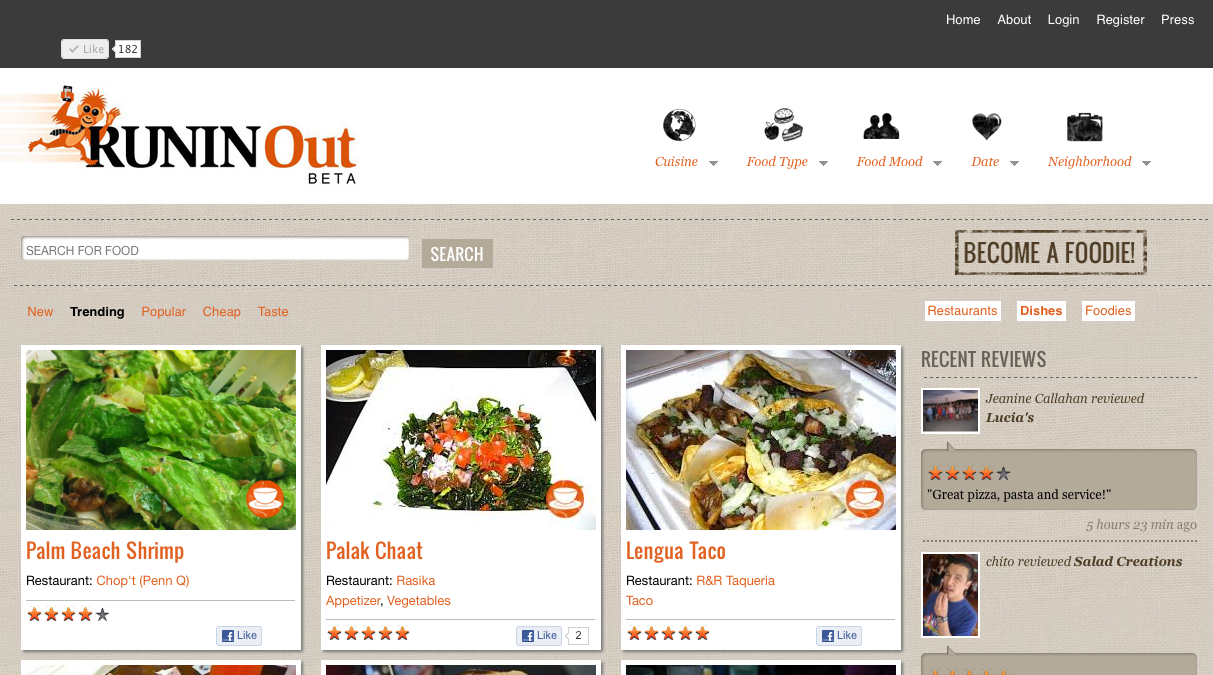 Home About Login Register Press
Like 182
RUNINOut
BETA
Cuisine Food Type Food Mood Date Neighborhood
SEARCH FOR FOOD
SEARCH
BECOME A FOODIE!
New Trending Popular Cheap Taste
Restaurants Dishes Foodies
Palm Beach Shrimp
Restaurant: Chop't (Penn Q)
Like
Palak Chaat
Restaurant: Rasika
Appetizer, Vegetables
Like 2
Lengua Taco
Restaurant: R&R Taqueria
Taco
Like
RECENT REVIEWS
Jeanine Callahan reviewed
Lucia's
"Great pizza, pasta and service!"
5 hours 23 min ago
chito reviewed Salad Creations